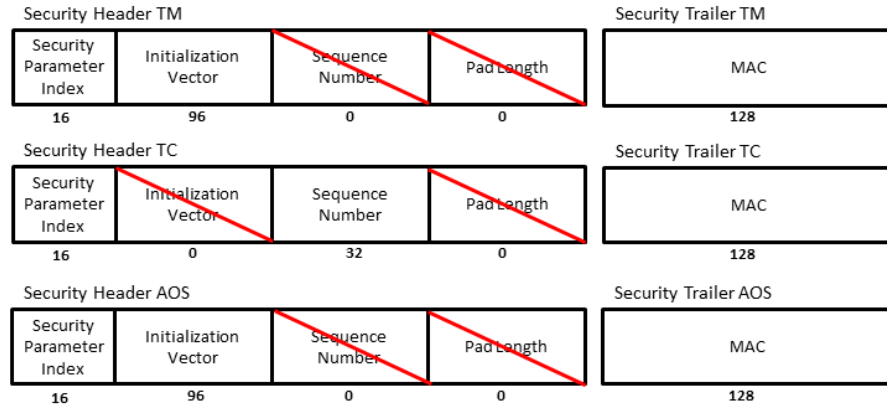 Security Header TM
Security Trailer TM
Security
Parameter
Index
Initialization
Vector
Sequence
Number
Pad Length
MAC
16
96
0
0
128
Security Header TC
Security Trailer TC
Security
Parameter
Index
Initialization
Vector
Sequence
Number
Pad Length
MAC
16
0
32
0
128
Security Header AOS
Security Trailer AOS
Security
Parameter
Index
Initialization
Vector
Sequence
Number
Pad Length
MAC
16
96
0
0
128